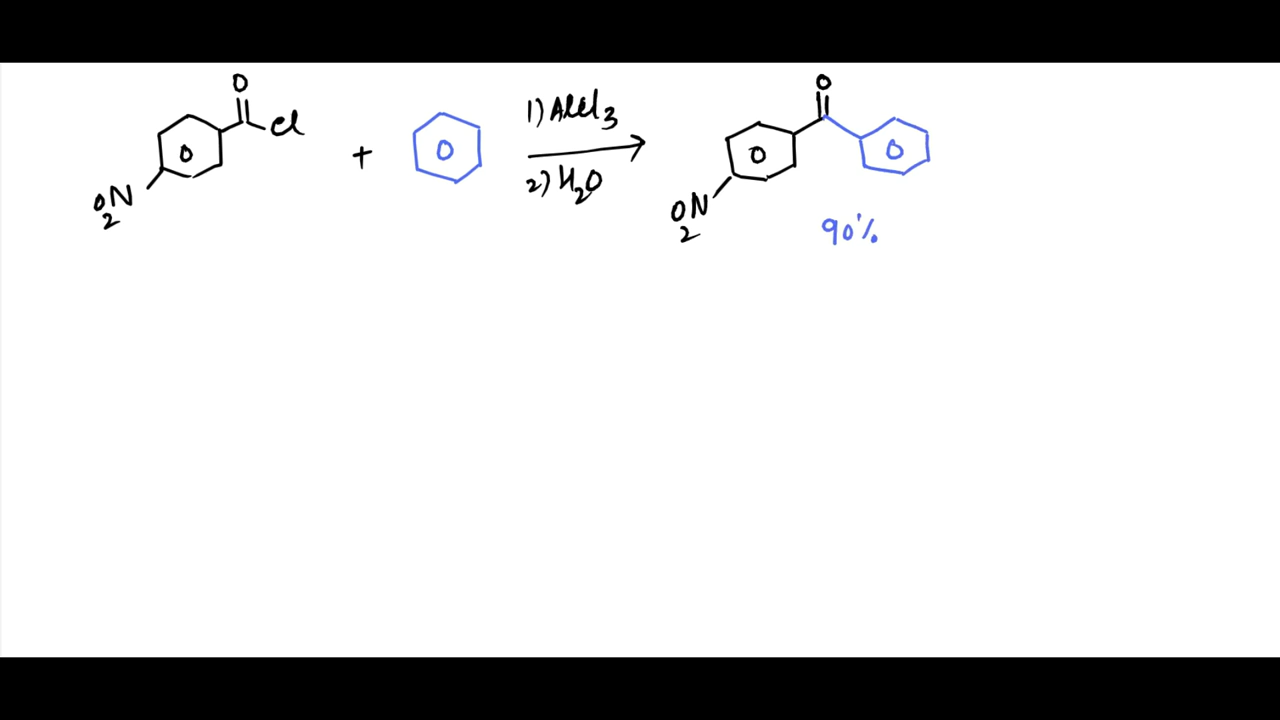 O
Cl
O₂N
+
1) AlCl₃
2) H₂O
O
O₂N
90%